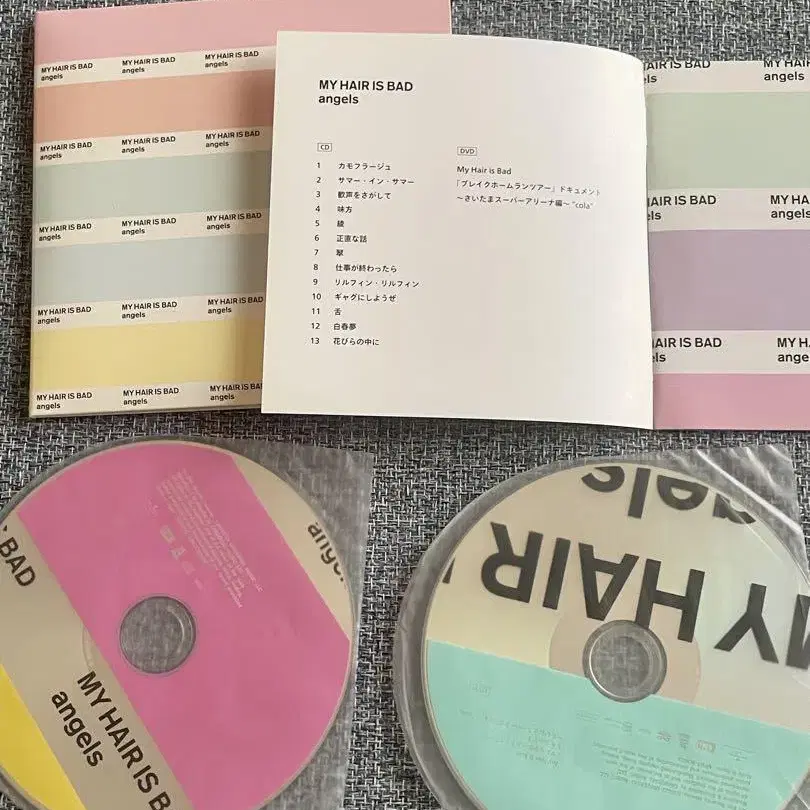 MY HAIR IS BAD
angels
MY HAIR IS BAD
angels
MY HAIR IS BAD
angels
MY HAIR IS BAD
angels
MY HAIR IS BAD
angels
MY HAIR IS BAD
angels
MY HAIR IS BAD
angels
MY HAIR IS BAD
angels
MY HAIR IS BAD
angels
MY HAIR IS BAD
angels
MY HAIR IS BAD
angels
MY HAIR IS BAD
angels
MY HAIR IS BAD
angels
MY HAIR IS BAD
angels
CD
1 カモフラージュ
2 サマー・イン・サマー
3 歓声をさがして
4 味方
5 綾
6 正直な話
7 翠
8 仕事が終わったら
9 リルフィン・リルフィン
10 ギャグにしようぜ
11 舌
12 白春夢
13 花びらの中に
DVD
My Hair is Bad
「ブレイクホームランツアー」ドキュメント
〜さいたまスーパーアリーナ編〜 "cola"
HAIR IS BAD
angels
HAIR IS BAD
MY HAIR
angels
HAIR IS BAD
BAD
MY HAIR IS B
angels
angels
MY HAIR